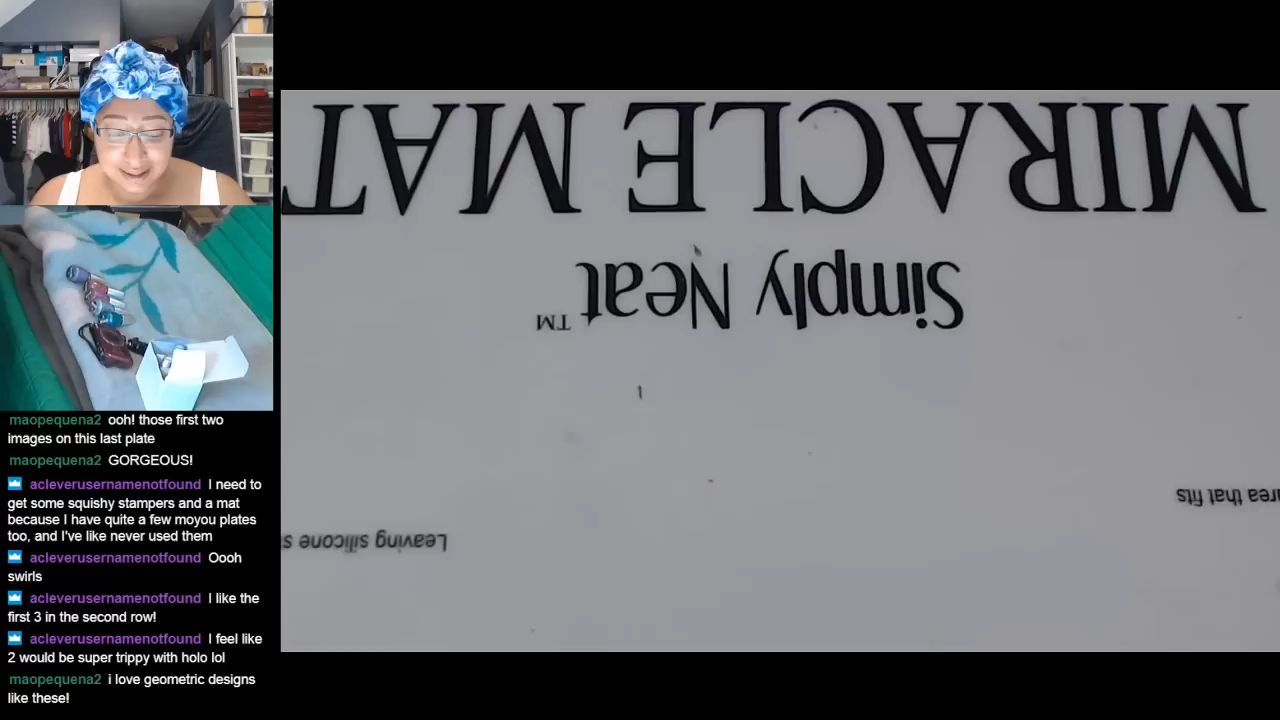 MIRACLE MAT
Simply Neat™
area that fits
Leaving silicone
maopequena2 ooh! those first two
images on this last plate
maopequena2 GORGEOUS!
acleverusernamenotfound I need to
get some squishy stampers and a mat
because I have quite a few moyou plates
too, and I've like never used them
acleverusernamenotfound Oooh
swirls
acleverusernamenotfound I like the
first 3 in the second row!
acleverusernamenotfound I feel like
2 would be super trippy with holo lol
maopequena2 i love geometric designs
like these!